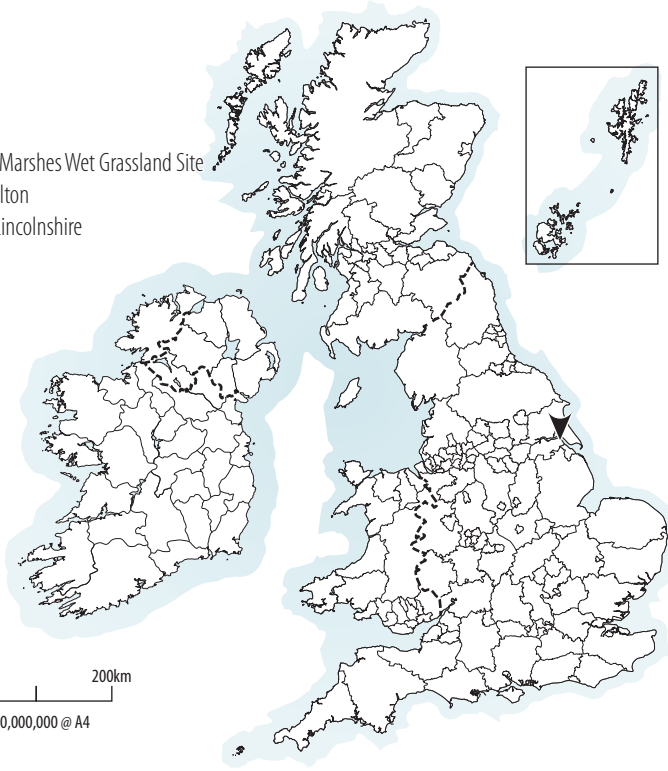 Marshes Wet Grassland Site
lton
incolnshire
200km
0,000,000 @ A4